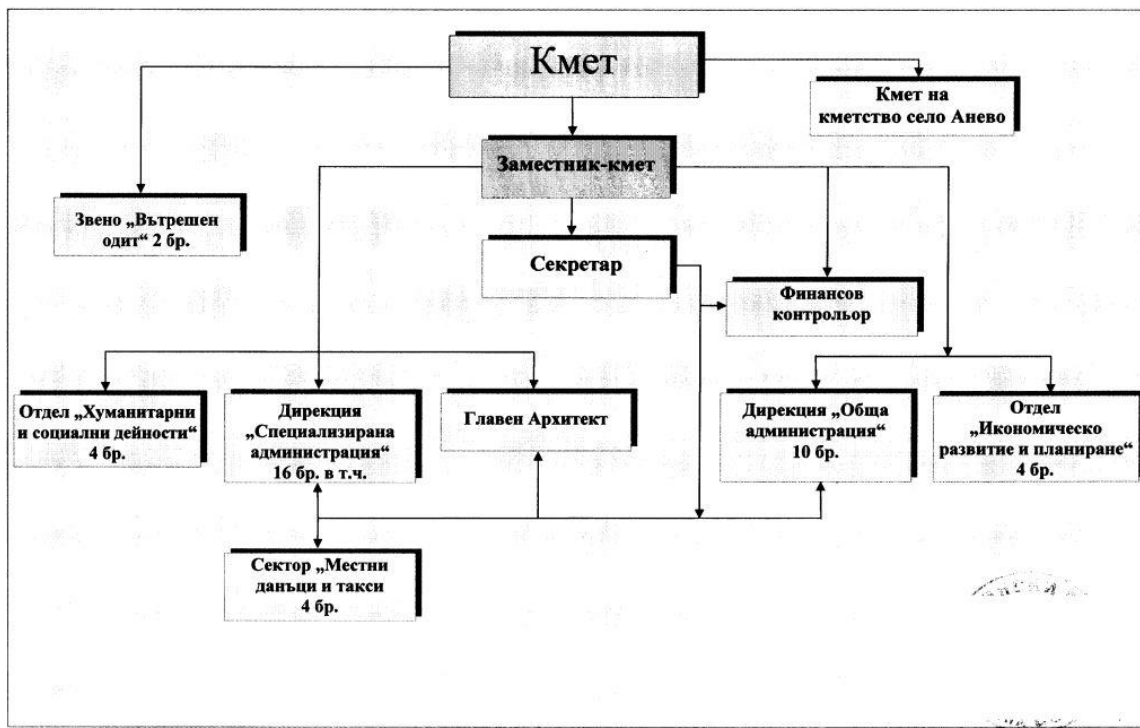 Кмет
Кмет на
кметство село Анево
Заместник-кмет
Звено „Вътрешен
одит“ 2 бр.
Секретар
Финансов
контрольор
Отдел „Хуманитарни
и социални дейности“
4 бр.
Дирекция
„Специализирана
администрация“
16 бр. в т.ч.
Главен Архитект
Дирекция „Обща
администрация“
10 бр.
Отдел
„Икономическо
развитие и планиране“
4 бр.
Сектор „Местни
данъци и такси
4 бр.